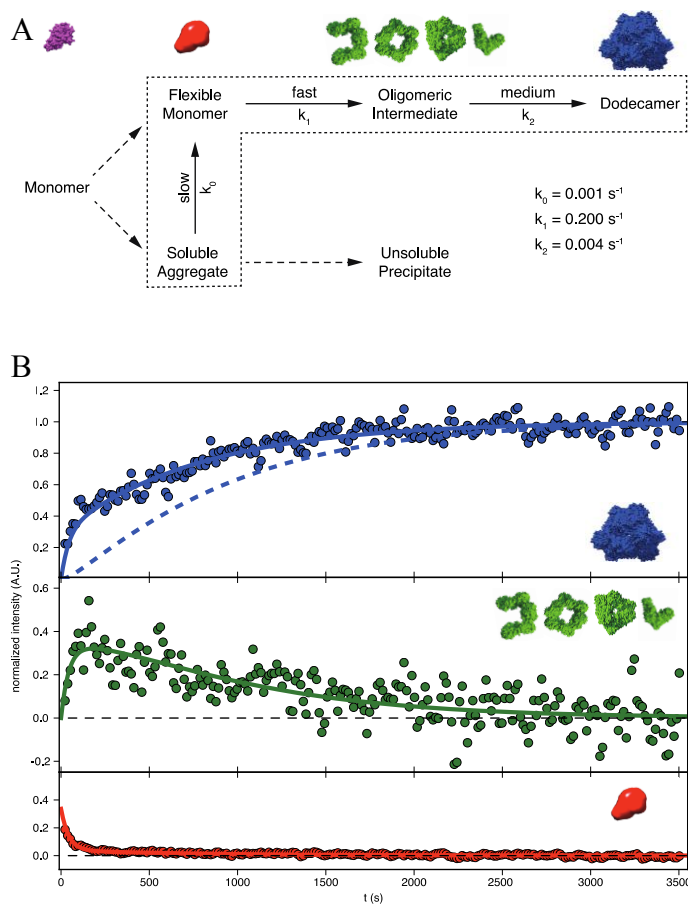 A
Flexible
Monomer
fast
k1
Oligomeric
Intermediate
medium
k2
Dodecamer
Monomer
slow
k0
k0 = 0.001 s-1
k1 = 0.200 s-1
k2 = 0.004 s-1
Soluble
Aggregate
Unsoluble
Precipitate
B
1.2
1.0
0.8
0.6
0.4
0.2
normalized intensity (A.U.)
0.6
0.4
0.2
0.0
-0.2
0.4
0.2
0.0
0 500 1000 1500 2000 2500 3000 3500
t (s)